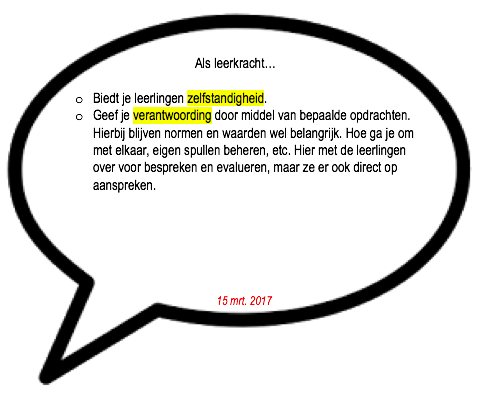 Als leerkracht…
o Biedt je leerlingen zelfstandigheid.
o Geef je verantwoording door middel van bepaalde opdrachten.
Hierbij blijven normen en waarden wel belangrijk. Hoe ga je om
met elkaar, eigen spullen beheren, etc. Hier met de leerlingen
over voor bespreken en evalueren, maar ze er ook direct op
aanspreken.
15 mrt. 2017